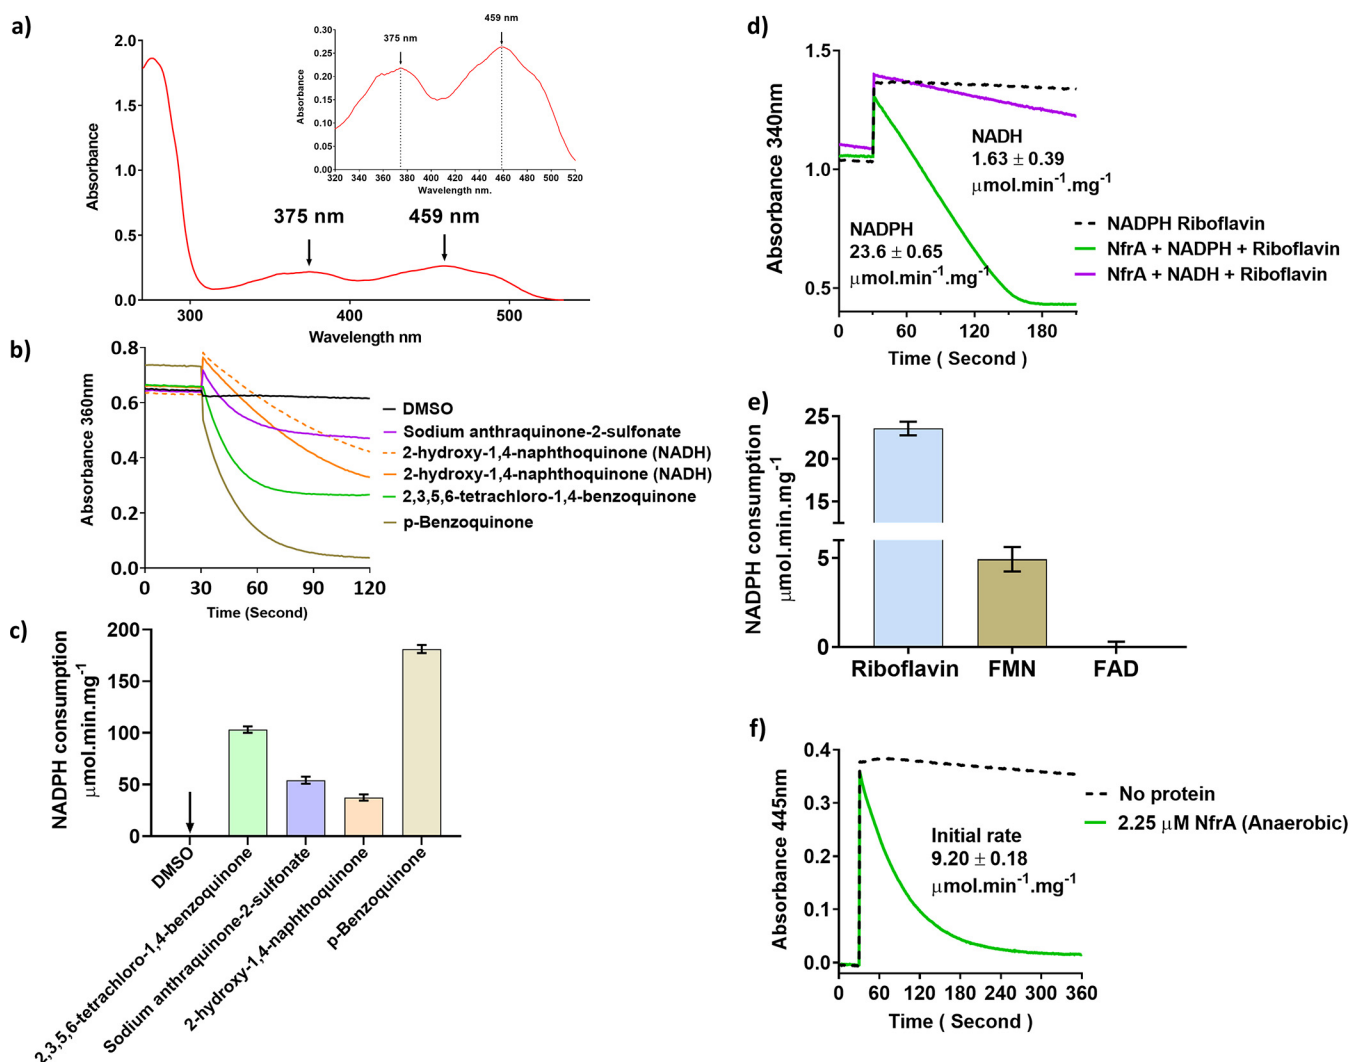 a)
2.0
1.5
1.0
0.5
0.0
Absorbance
300
400
500
Wavelength nm
375 nm
459 nm
0.30
0.25
0.20
0.15
0.10
0.05
0.00
Absorbance
320
340
360
380
400
420
440
460
480
500
520
Wavelength nm.
375 nm
459 nm
b)
0.8
0.6
0.4
0.2
0.0
Absorbance 360nm
0
30
60
90
120
Time (Second)
DMSO
Sodium anthraquinone-2-sulfonate
2-hydroxy-1,4-naphthoquinone (NADH)
2-hydroxy-1,4-naphthoquinone (NADH)
2,3,5,6-tetrachloro-1,4-benzoquinone
p-Benzoquinone
c)
200
150
100
50
0
NADPH consumption
μmol.min.mg-1
DMSO
2,3,5,6-tetrachloro-1,4-benzoquinone
Sodium anthraquinone-2-sulfonate
2-hydroxy-1,4-naphthoquinone
p-Benzoquinone
d)
1.5
1.0
0.5
Absorbance 340nm
0
60
120
180
Time ( Second )
NADH
1.63 ± 0.39
μmol.min-1.mg-1
NADPH
23.6 ± 0.65
μmol.min-1.mg-1
NADPH Riboflavin
NfrA + NADPH + Riboflavin
NfrA + NADH + Riboflavin
e)
25
20
15
5
0
NADPH consumption
μmol.min.mg-1
Riboflavin
FMN
FAD
f)
0.4
0.3
0.2
0.1
0.0
Absorbance 445nm
0
60
120
180
240
300
360
Time ( Second )
Initial rate
9.20 ± 0.18
μmol.min-1.mg-1
No protein
2.25 μM NfrA (Anaerobic)